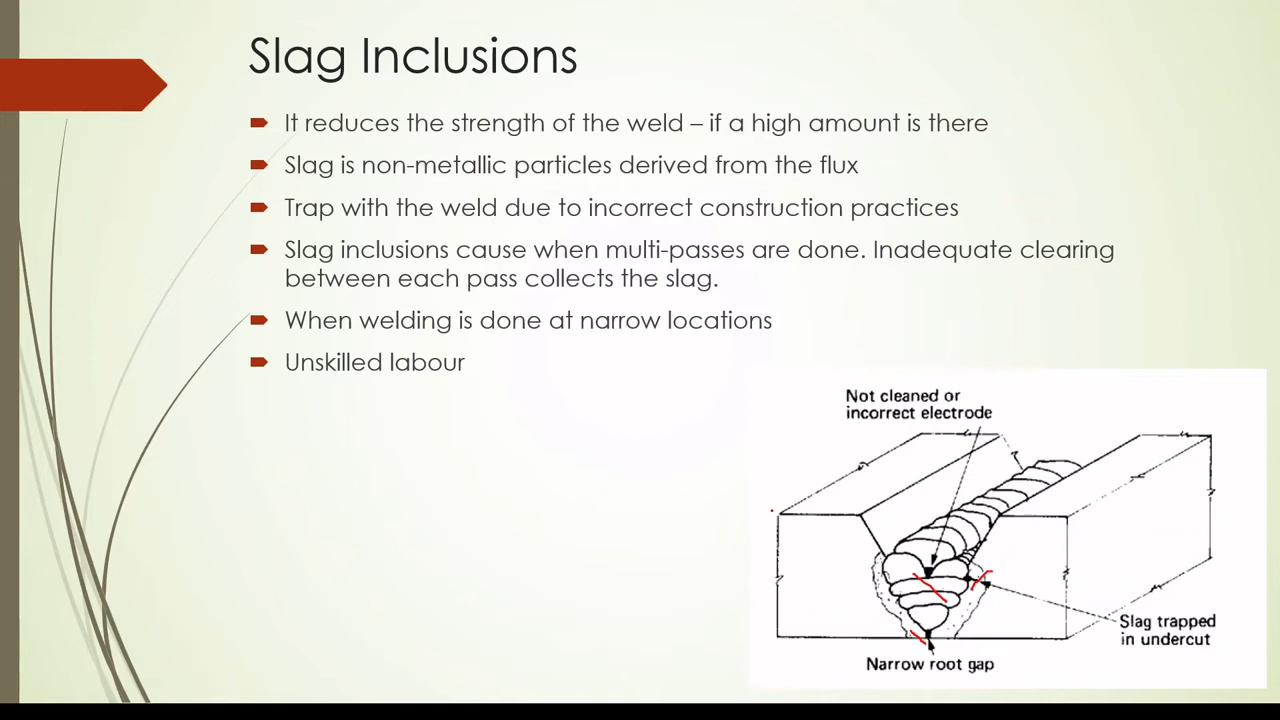 Slag Inclusions
It reduces the strength of the weld – if a high amount is there
Slag is non-metallic particles derived from the flux
Trap with the weld due to incorrect construction practices
Slag inclusions cause when multi-passes are done. Inadequate clearing
between each pass collects the slag.
When welding is done at narrow locations
Unskilled labour
Not cleaned or
incorrect electrode
Slag trapped
in undercut
Narrow root gap